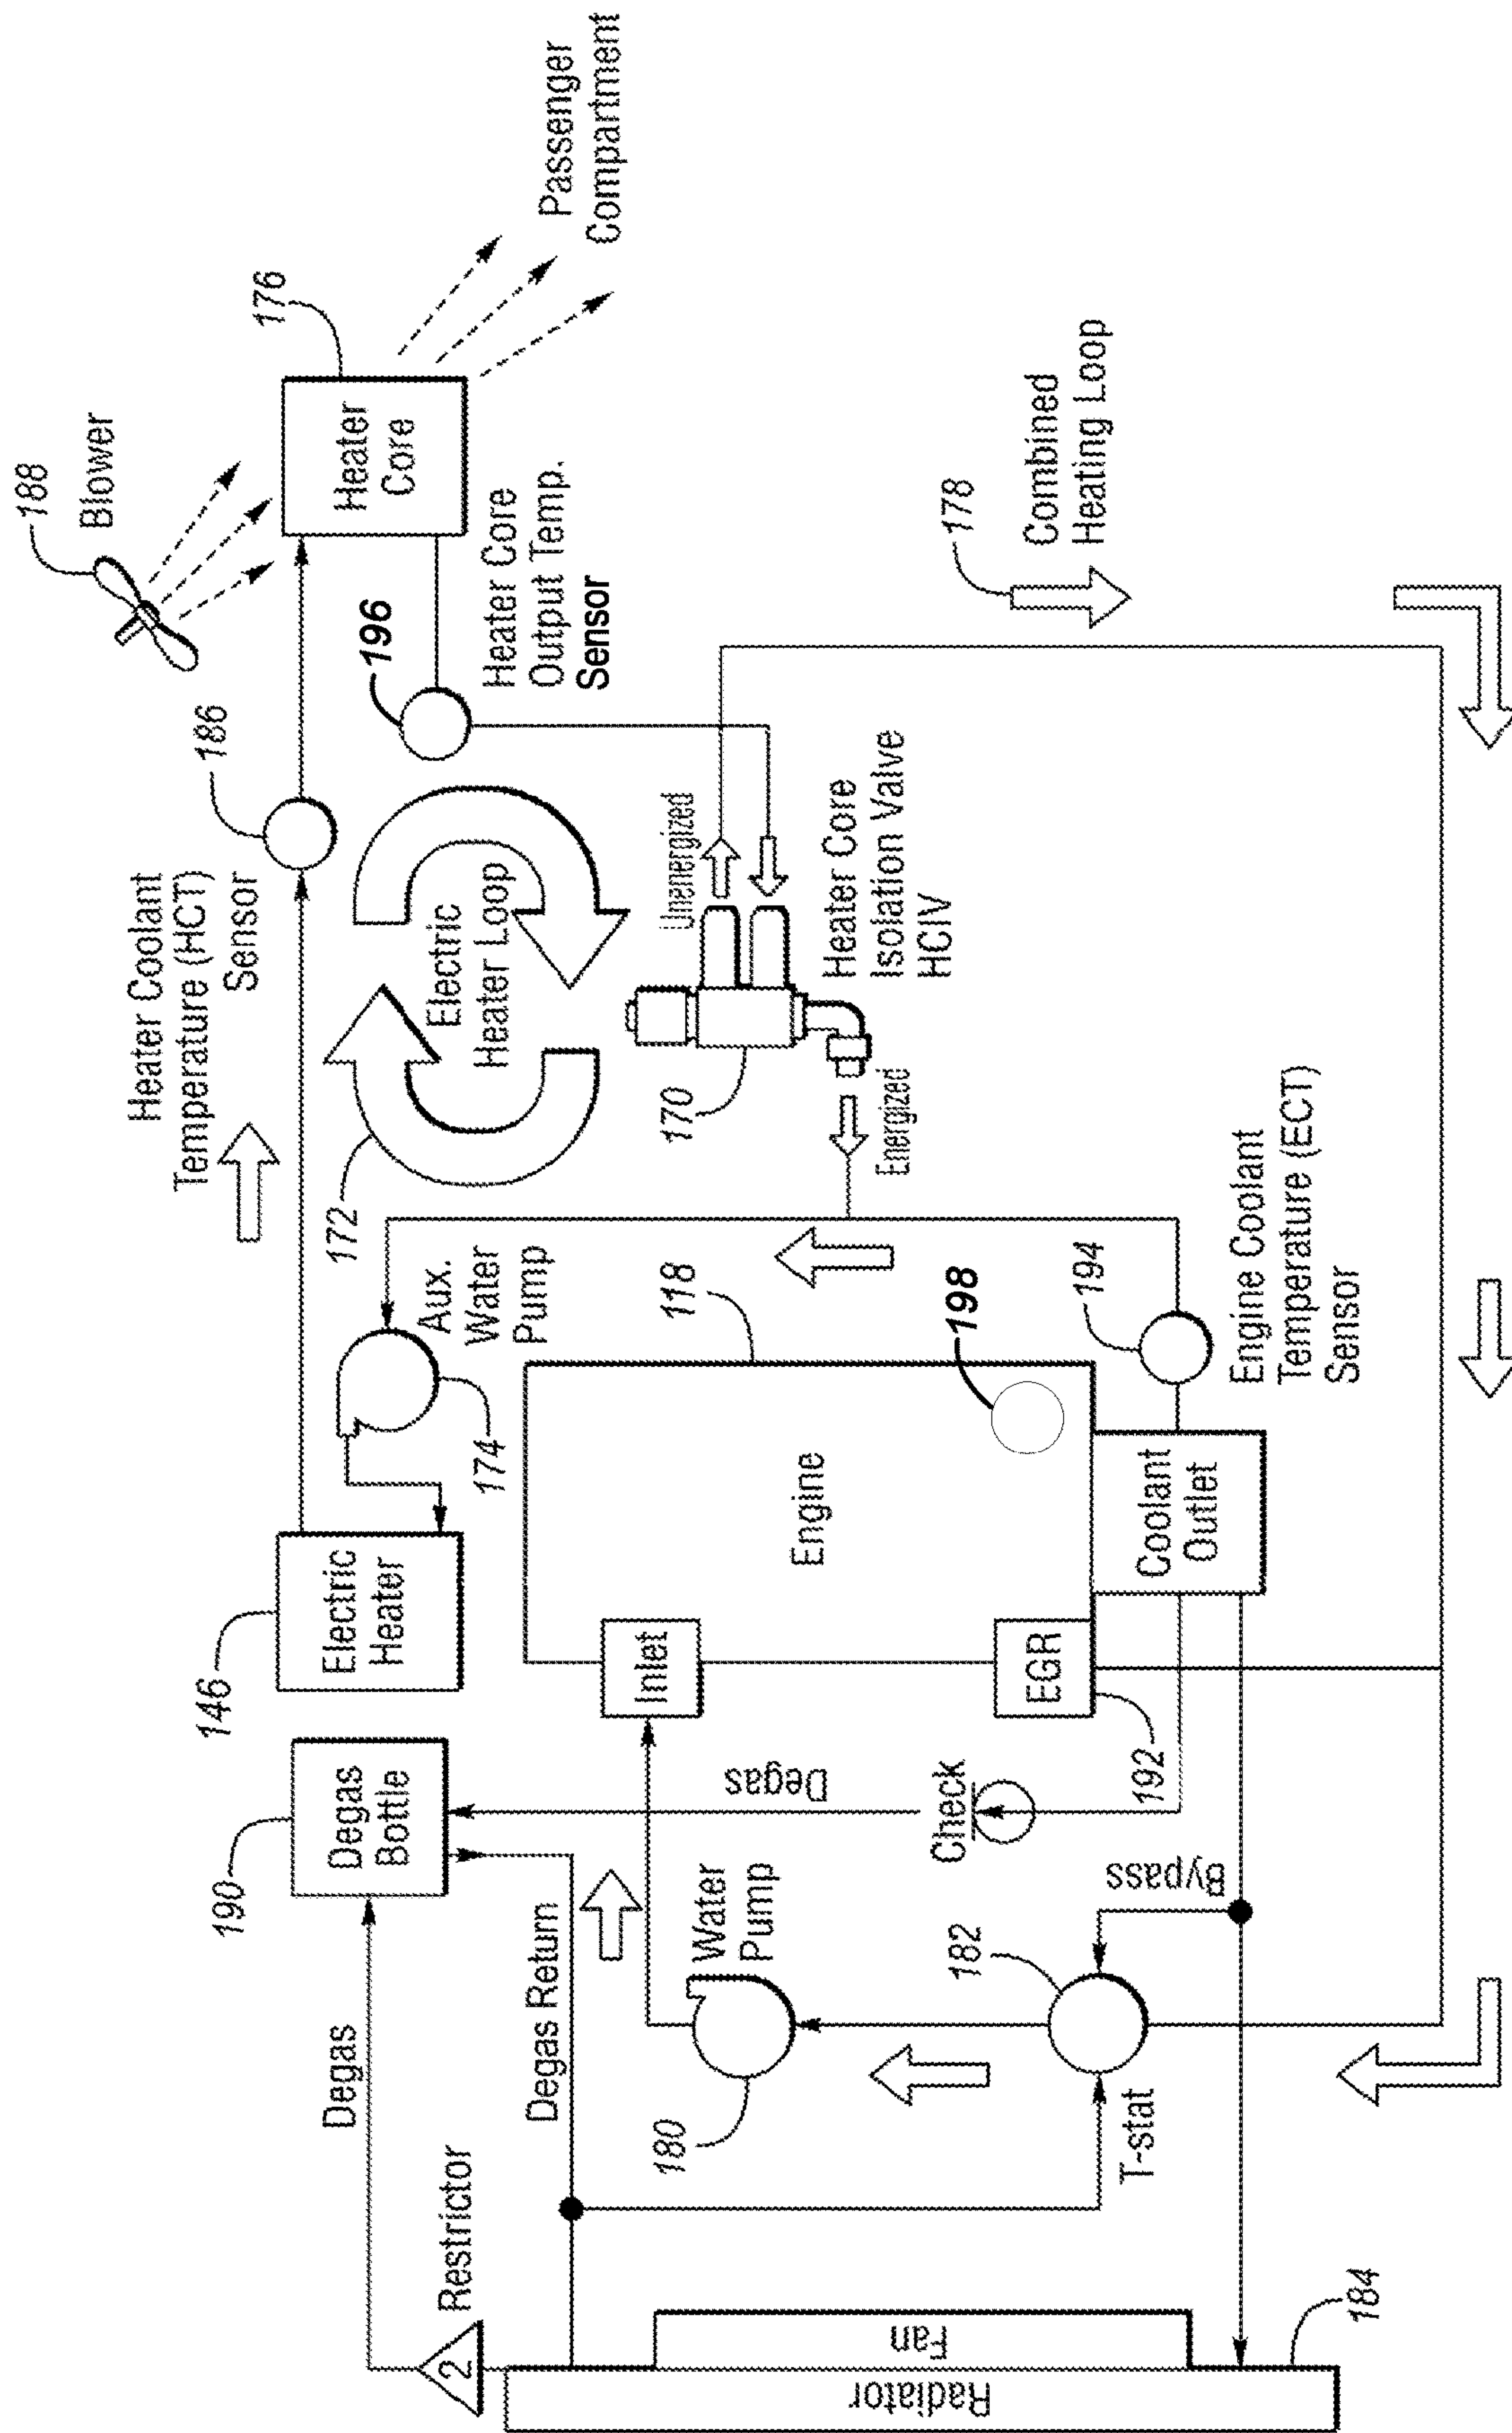 188
Blower
176
Heater
Core
Passenger
Compartment
186
Heater Coolant
Temperature (HCT)
Sensor
196
Heater Core
Output Temp.
Sensor
172
Electric
Heater Loop
Unenergized
170
Energized
Heater Core
Isolation Valve
HCIV
178
Combined
Heating Loop
146
Electric
Heater
174
Aux.
Water
Pump
118
198
Engine
Inlet
EGR
192
Coolant
Outlet
194
Engine Coolant
Temperature (ECT)
Sensor
190
Degas
Bottle
Degas
Degas
Check
Degas Return
Water
Pump
180
182
Bypass
T-stat
Restrictor
2
Fan
Radiator
184